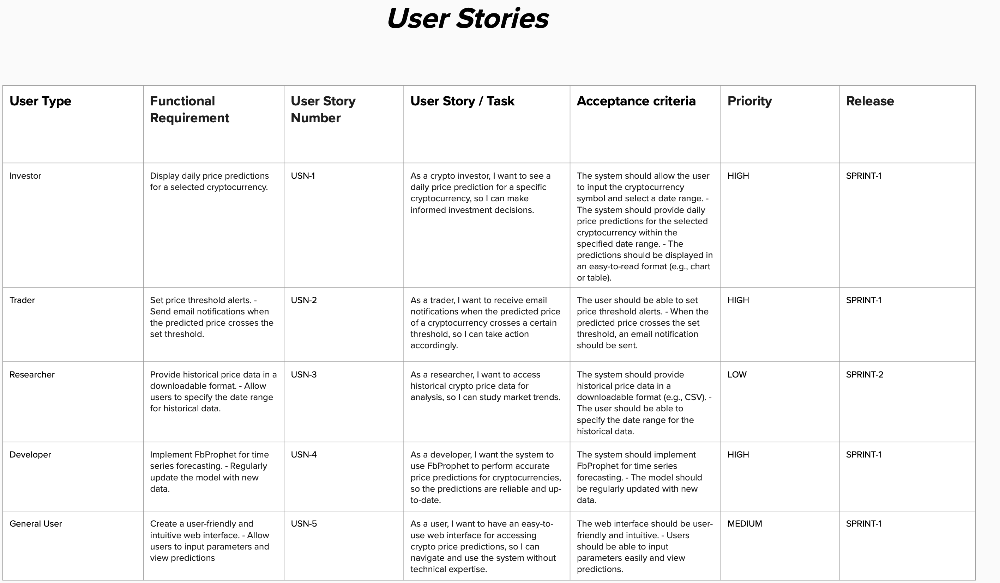 User Stories
User Type
Functional
Requirement
User Story
Number
User Story / Task
Acceptance criteria
Priority
Release
Investor
Display daily price predictions
for a selected cryptocurrency.
USN-1
As a crypto investor, I want to see a
daily price prediction for a specific
cryptocurrency, so I can make
informed investment decisions.
The system should allow the user
to input the cryptocurrency
symbol and select a date range. -
The system should provide daily
price predictions for the selected
cryptocurrency within the
specified date range. - The
predictions should be displayed in
an easy-to-read format (e.g., chart
or table).
HIGH
SPRINT-1
Trader
Set price threshold alerts. -
Send email notifications when
the predicted price crosses the
set threshold.
USN-2
As a trader, I want to receive email
notifications when the predicted price
of a cryptocurrency crosses a certain
threshold, so I can take action
accordingly.
The user should be able to set
price threshold alerts. - When the
predicted price crosses the set
threshold, an email notification
should be sent.
HIGH
SPRINT-1
Researcher
Provide historical price data in a
downloadable format. - Allow
users to specify the date range
for historical data.
USN-3
As a researcher, I want to access
historical crypto price data for
analysis, so I can study market trends.
The system should provide
historical price data in a
downloadable format (e.g., CSV). -
The user should be able to
specify the date range for the
historical data.
LOW
SPRINT-2
Developer
Implement FbProphet for time
series forecasting. - Regularly
update the model with new
data.
USN-4
As a developer, I want the system to
use FbProphet to perform accurate
price predictions for cryptocurrencies,
so the predictions are reliable and up-
to-date.
The system should implement
FbProphet for time series
forecasting. - The model should
be regularly updated with new
data.
HIGH
SPRINT-1
General User
Create a user-friendly and
intuitive web interface. - Allow
users to input parameters and
view predictions
USN-5
As a user, I want to have an easy-to-
use web interface for accessing
crypto price predictions, so I can
navigate and use the system without
technical expertise.
The web interface should be user-
friendly and intuitive. - Users
should be able to input
parameters easily and view
predictions.
MEDIUM
SPRINT-1